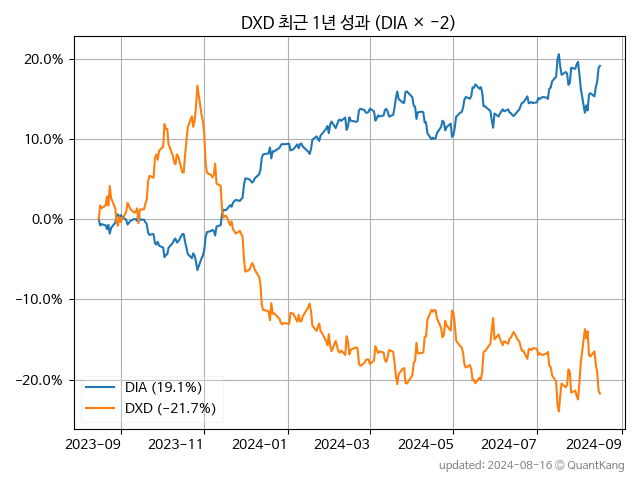 DXD 최근 1년 성과 (DIA × −2)
20.0%
10.0%
0.0%
−10.0%
−20.0%
DIA (19.1%)
DXD (−21.7%)
2023-09 2023-11 2024-01 2024-03 2024-05 2024-07 2024-09
updated: 2024-08-16 © QuantKang